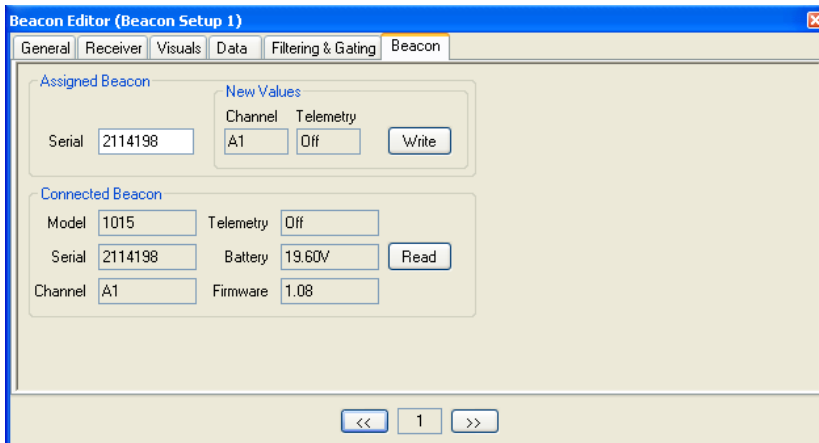 Beacon Editor (Beacon Setup 1)
General Receiver Visuals Data Filtering & Gating Beacon
Assigned Beacon
New Values
Channel Telemetry
Serial 2114198 A1 Off Write
Connected Beacon
Model 1015 Telemetry Off
Serial 2114198 Battery 19.60V Read
Channel A1 Firmware 1.08
<< 1 >>